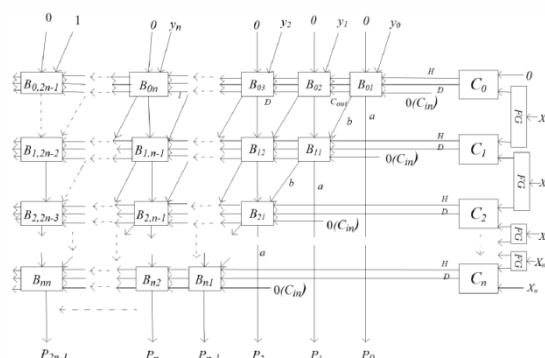 0 1 0 yn 0 y2 0 y1 0 y0
B0,2n-1 B0n B03 B02 B01 H D C0 0
1 D Cout 0(Cin) FG X
b a
B1,2n-2 B1,n-1 B12 B11 H D C1
0(Cin) FG X
b a
B2,2n-3 B2,n-1 B21 H D C2
0(Cin) FG X
a
Bnn Bn2 Bn1 H D Cn FG X0
0(Cin) X0
P2n-1 Pn Pn-1 P2 P1 P0